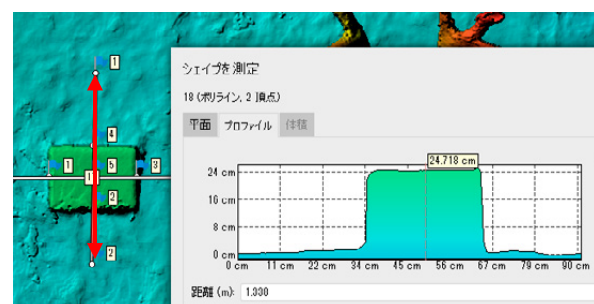 1
4
1 5 3
1
2
2
シェイプを測定
18 (ポリライン, 2 頂点)
平面 プロファイル 体積
24.718 cm
24 cm
16 cm
8 cm
0 cm
0 cm 11 cm 22 cm 34 cm 45 cm 56 cm 67 cm 79 cm 90 cm
距離 (m): 1.330